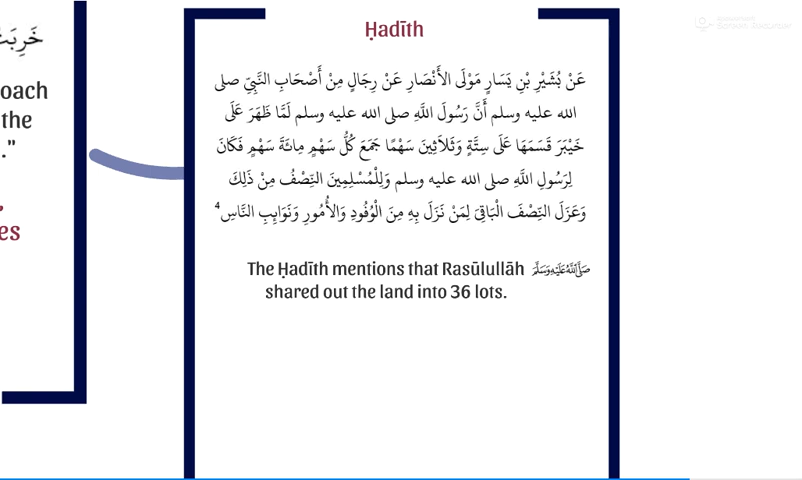 خَرِبَتْ
oach
the
."
es
Ḥadīth
عَنْ بُشَيْرِ بْنِ يَسَارٍ مَوْلَى الأَنْصَارِ عَنْ رِجَالٍ مِنْ أَصْحَابِ النَّبِيِّ صلى
الله عليه وسلم أَنَّ رَسُولَ اللَّهِ صلى الله عليه وسلم لَمَّا ظَهَرَ عَلَى
خَيْبَرَ قَسَمَهَا عَلَى سِتَّةٍ وَثَلاَثِينَ سَهْمًا جَمَعَ كُلُّ سَهْمٍ مِائَةَ سَهْمٍ فَكَانَ
لِرَسُولِ اللَّهِ صلى الله عليه وسلم وَلِلْمُسْلِمِينَ النِّصْفُ مِنْ ذَلِكَ
وَعَزَلَ النِّصْفَ الْبَاقِيَ لِمَنْ نَزَلَ بِهِ مِنَ الْوُفُودِ وَالأُمُورِ وَنَوَايِبِ النَّاسِ⁴
The Ḥadīth mentions that Rasūlullāh ﷺ
shared out the land into 36 lots.